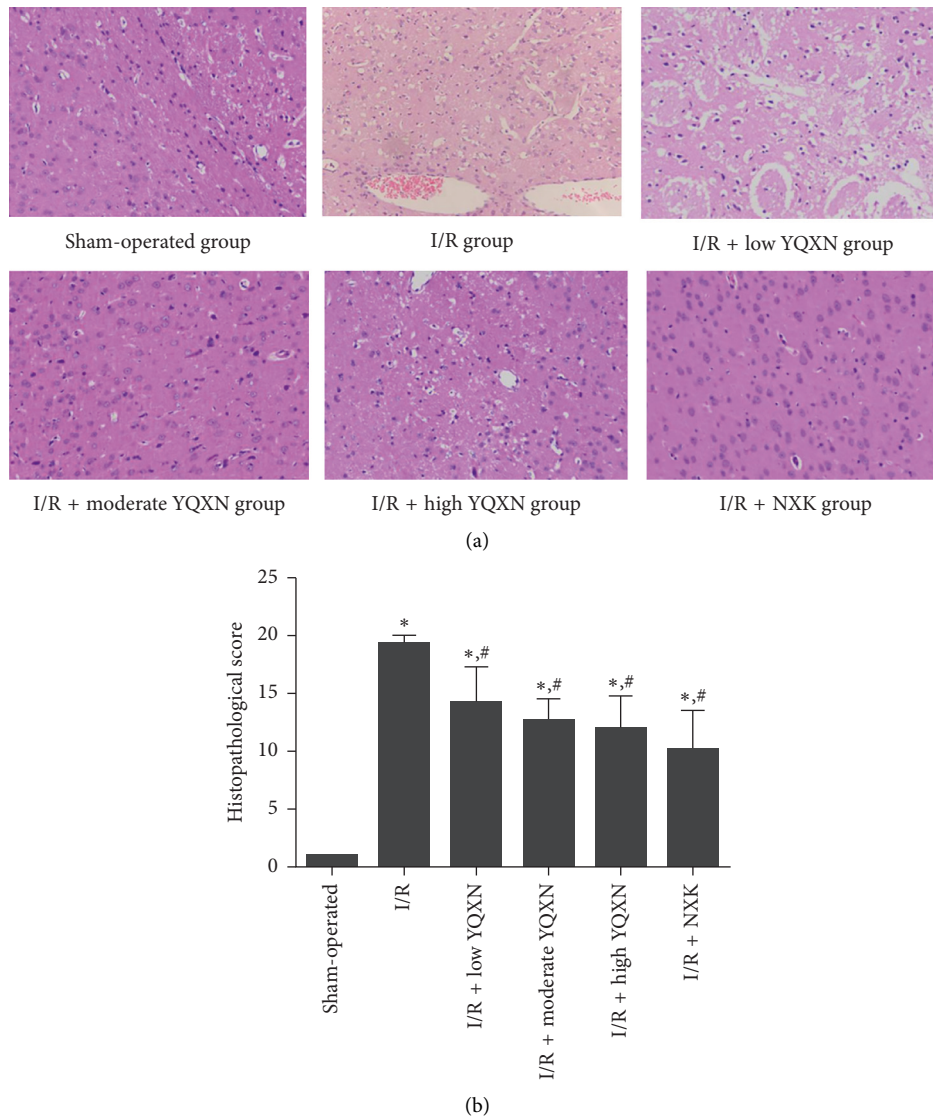 Sham-operated group
I/R group
I/R + low YQXN group
I/R + moderate YQXN group
I/R + high YQXN group
I/R + NXK group
(a)
25
20
15
10
5
0
Histopathological score
*
*,#
*,#
*,#
*,#
Sham-operated
I/R
I/R + low YQXN
I/R + moderate YQXN
I/R + high YQXN
I/R + NXK
(b)